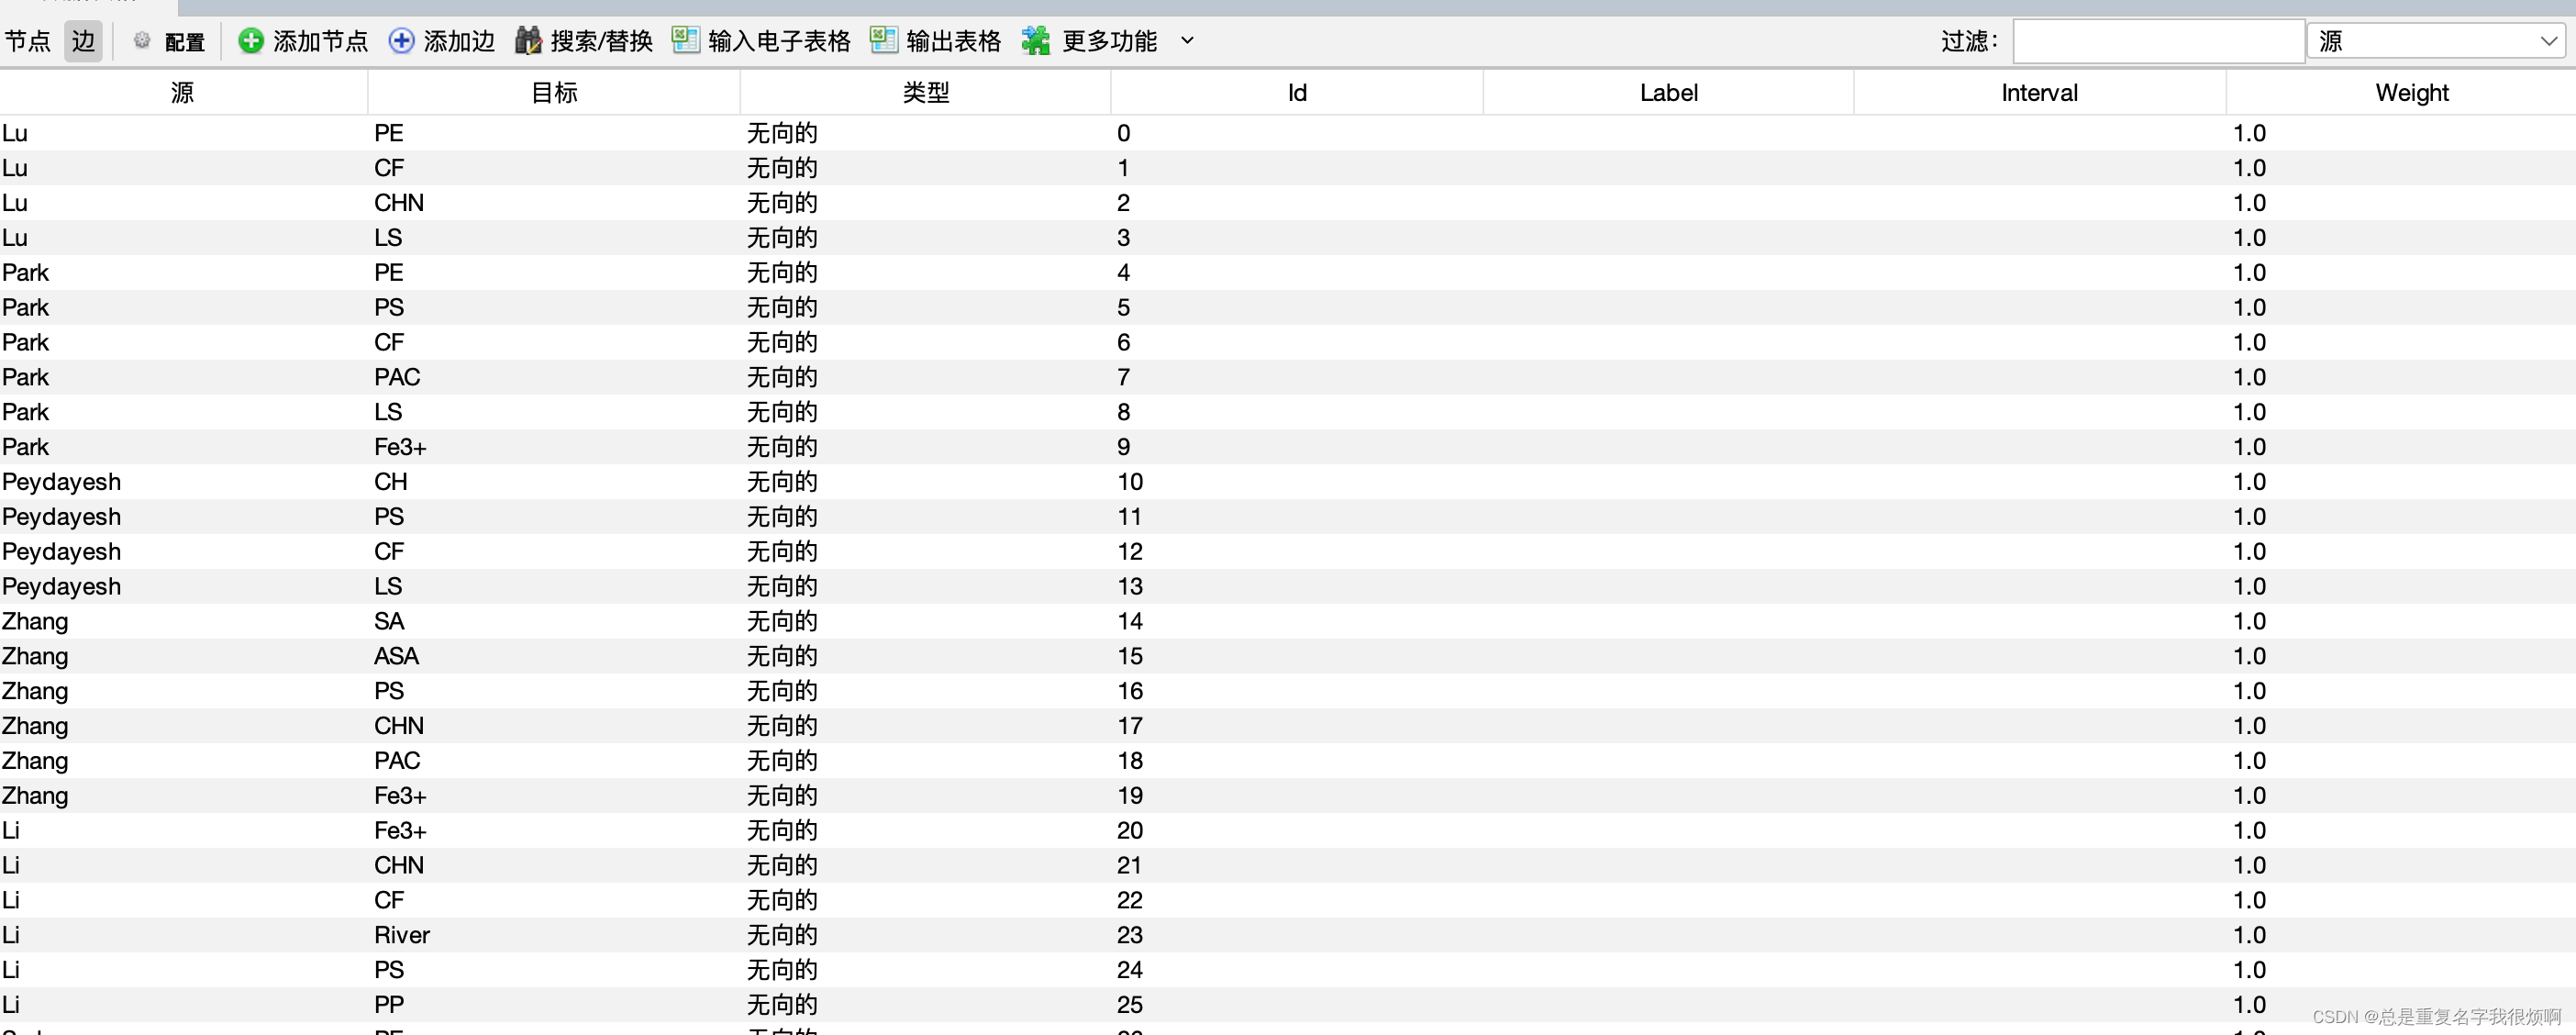 节点 边 配置 添加节点 添加边 搜索/替换 输入电子表格 输出表格 更多功能 过滤： 源
源 目标 类型 Id Label Interval Weight
Lu PE 无向的 0 1.0
Lu CF 无向的 1 1.0
Lu CHN 无向的 2 1.0
Lu LS 无向的 3 1.0
Park PE 无向的 4 1.0
Park PS 无向的 5 1.0
Park CF 无向的 6 1.0
Park PAC 无向的 7 1.0
Park LS 无向的 8 1.0
Park Fe3+ 无向的 9 1.0
Peydayesh CH 无向的 10 1.0
Peydayesh PS 无向的 11 1.0
Peydayesh CF 无向的 12 1.0
Peydayesh LS 无向的 13 1.0
Zhang SA 无向的 14 1.0
Zhang ASA 无向的 15 1.0
Zhang PS 无向的 16 1.0
Zhang CHN 无向的 17 1.0
Zhang PAC 无向的 18 1.0
Zhang Fe3+ 无向的 19 1.0
Li Fe3+ 无向的 20 1.0
Li CHN 无向的 21 1.0
Li CF 无向的 22 1.0
Li River 无向的 23 1.0
Li PS 无向的 24 1.0
Li PP 无向的 25 1.0
CSDN @总是重复名字我很烦啊